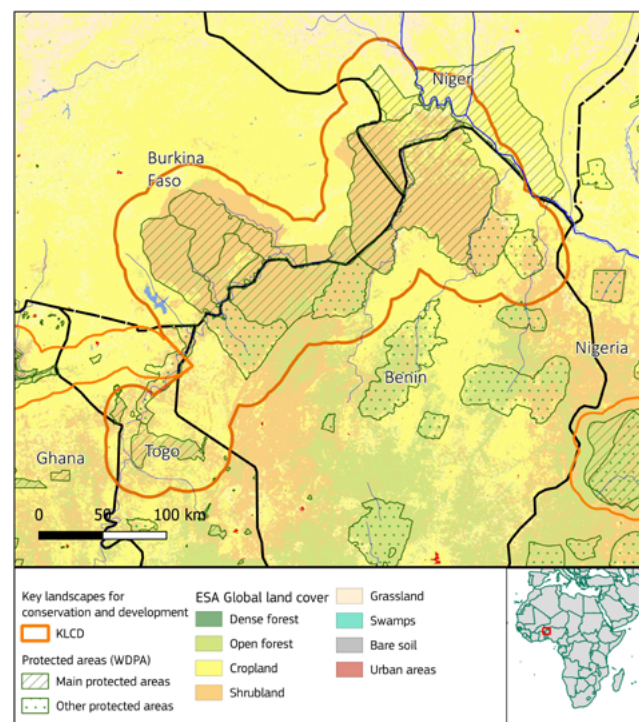 Niger
Burkina
Faso
Nigeria
Benin
Ghana
Togo
0 50 100 km
Key landscapes for
conservation and development
KLCD
Protected areas (WDPA)
Main protected areas
Other protected areas
ESA Global land cover
Dense forest
Open forest
Cropland
Shrubland
Grassland
Swamps
Bare soil
Urban areas